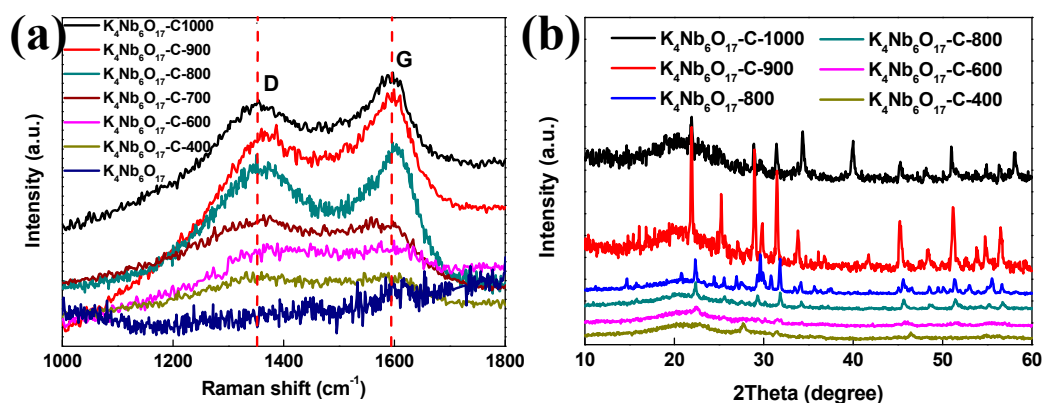 (a)
K₄Nb₆O₁₇-C1000
K₄Nb₆O₁₇-C-900
K₄Nb₆O₁₇-C-800
K₄Nb₆O₁₇-C-700
K₄Nb₆O₁₇-C-600
K₄Nb₆O₁₇-C-400
K₄Nb₆O₁₇
D
G
Intensity (a.u.)
1000 1200 1400 1600 1800
Raman shift (cm⁻¹)
(b)
K₄Nb₆O₁₇-C-1000
K₄Nb₆O₁₇-C-900
K₄Nb₆O₁₇-800
K₄Nb₆O₁₇-C-800
K₄Nb₆O₁₇-C-600
K₄Nb₆O₁₇-C-400
Intensity (a.u.)
10 20 30 40 50 60
2Theta (degree)